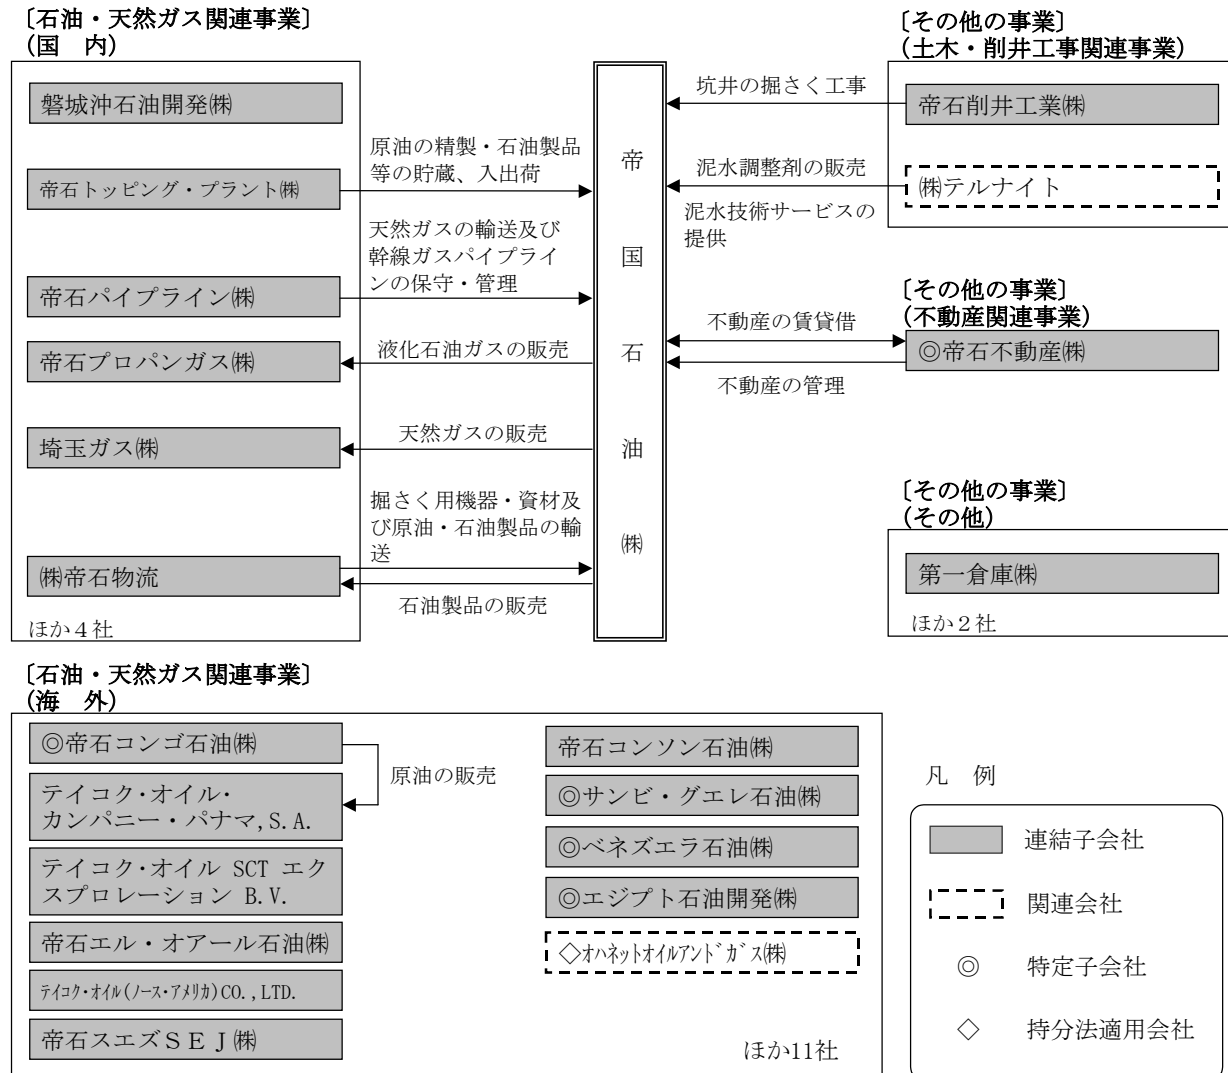 〔石油・天然ガス関連事業〕
(国　内)
磐城沖石油開発㈱
帝石トッピング・プラント㈱
帝石パイプライン㈱
帝石プロパンガス㈱
埼玉ガス㈱
㈱帝石物流
ほか４社
原油の精製・石油製品
等の貯蔵、入出荷
天然ガスの輸送及び
幹線ガスパイプライ
ンの保守・管理
液化石油ガスの販売
天然ガスの販売
掘さく用機器・資材及
び原油・石油製品の輸
送
石油製品の販売
帝
国
石
油
㈱
坑井の掘さく工事
泥水調整剤の販売
泥水技術サービスの
提供
不動産の賃貸借
不動産の管理
〔その他の事業〕
(土木・削井工事関連事業)
帝石削井工業㈱
㈱テルナイト
〔その他の事業〕
(不動産関連事業)
◎帝石不動産㈱
〔その他の事業〕
(その他)
第一倉庫㈱
ほか２社
〔石油・天然ガス関連事業〕
(海　外)
◎帝石コンゴ石油㈱
テイコク・オイル・
カンパニー・パナマ,S.A.
原油の販売
テイコク・オイル SCT エク
スプロレーション B.V.
帝石エル・オアール石油㈱
ﾃｲｺｸ･ｵｲﾙ(ﾉｰｽ･ｱﾒﾘｶ)CO.,LTD.
帝石スエズＳＥＪ㈱
帝石コンソン石油㈱
◎サンビ・グエレ石油㈱
◎ベネズエラ石油㈱
◎エジプト石油開発㈱
◇ｵﾊﾈｯﾄｵｲﾙｱﾝﾄﾞｶﾞｽ㈱
ほか11社
凡　例
連結子会社
関連会社
◎　特定子会社
◇　持分法適用会社